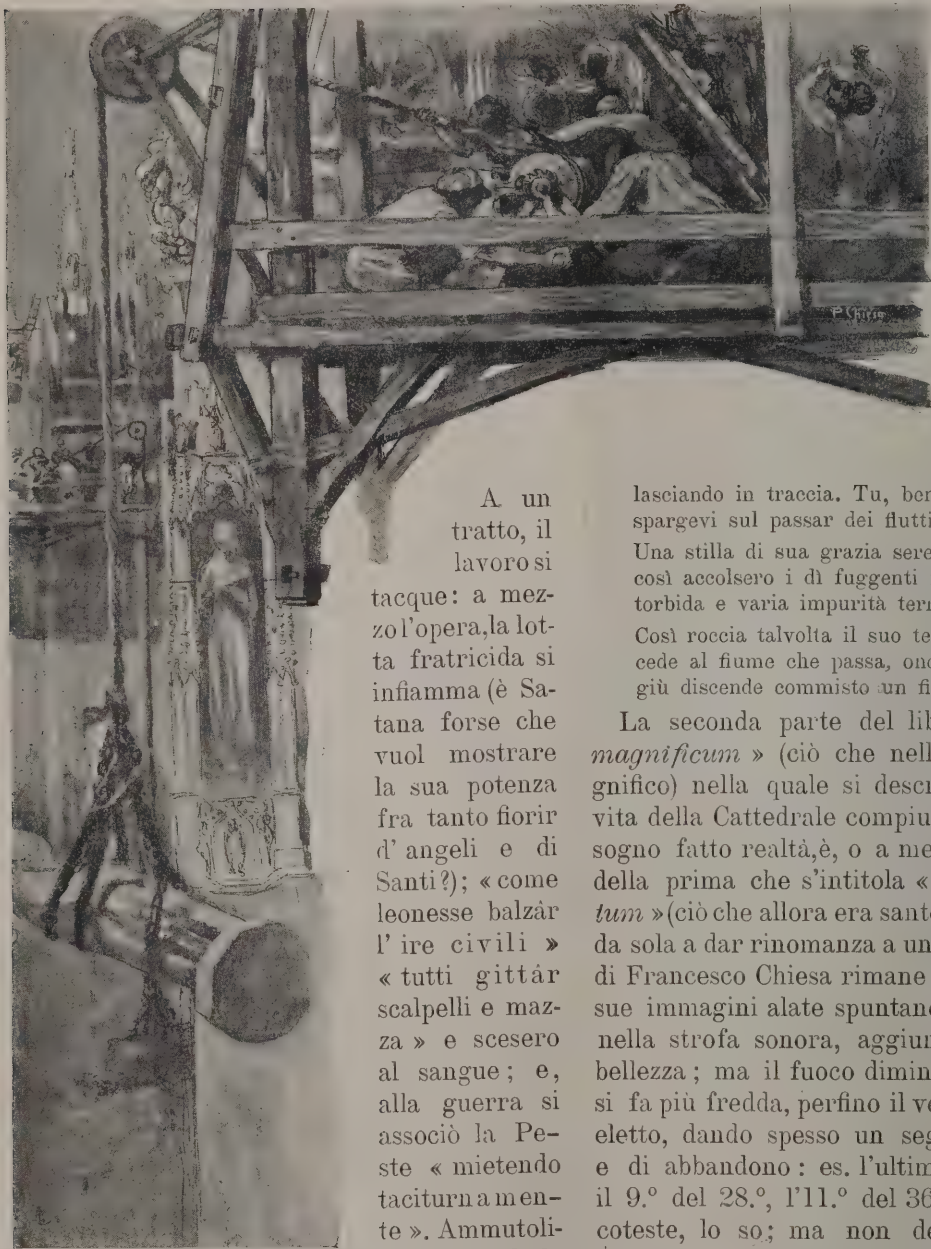 P. Chiesa
A un
tratto, il
lavoro si
tacque: a mez-
zo l'opera, la lot-
ta fratricida si
infiamma (è Sa-
tana forse che
vuol mostrare
la sua potenza
fra tanto fiorir
d' angeli e di
Santi?); « come
leonesse balzâr
l' ire civili »
« tutti gittâr
scalpelli e maz-
za » e scesero
al sangue; e,
alla guerra si
associò la Pe-
ste « mietendo
taciturnamen-
te ». Ammutoli-
lasciando in traccia. Tu, ben
spargevi sul passar dei flutti
Una stilla di sua grazia sere
così accolsero i dì fuggenti
torbida e varia impurità terr
Così roccia talvolta il suo te
cede al fiume che passa, ond
giù discende commisto un fi
La seconda parte del lib
magnificum » (ciò che nell
gnifico) nella quale si descr
vita della Cattedrale compiu
sogno fatto realtà, è, o a me
della prima che s'intitola «
tum » (ciò che allora era sant
da sola a dar rinomanza a un
di Francesco Chiesa rimane
sue immagini alate spuntan
nella strofa sonora, aggiun
bellezza; ma il fuoco dimin
si fa più fredda, perfino il ve
eletto, dando spesso un seg
e di abbandono: es. l'ultim
il 9.º del 28.º, l'11.º del 36
coteste, lo so; ma non de